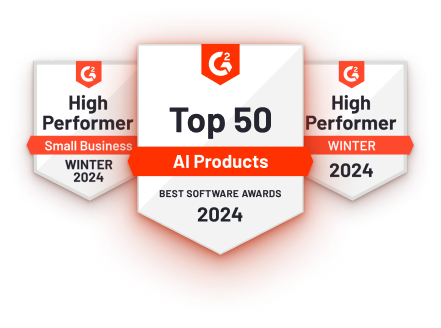 G2
High
Performer
Small Business
WINTER
2024
G2
Top 50
AI Products
BEST SOFTWARE AWARDS
2024
G2
High
Performer
WINTER
2024